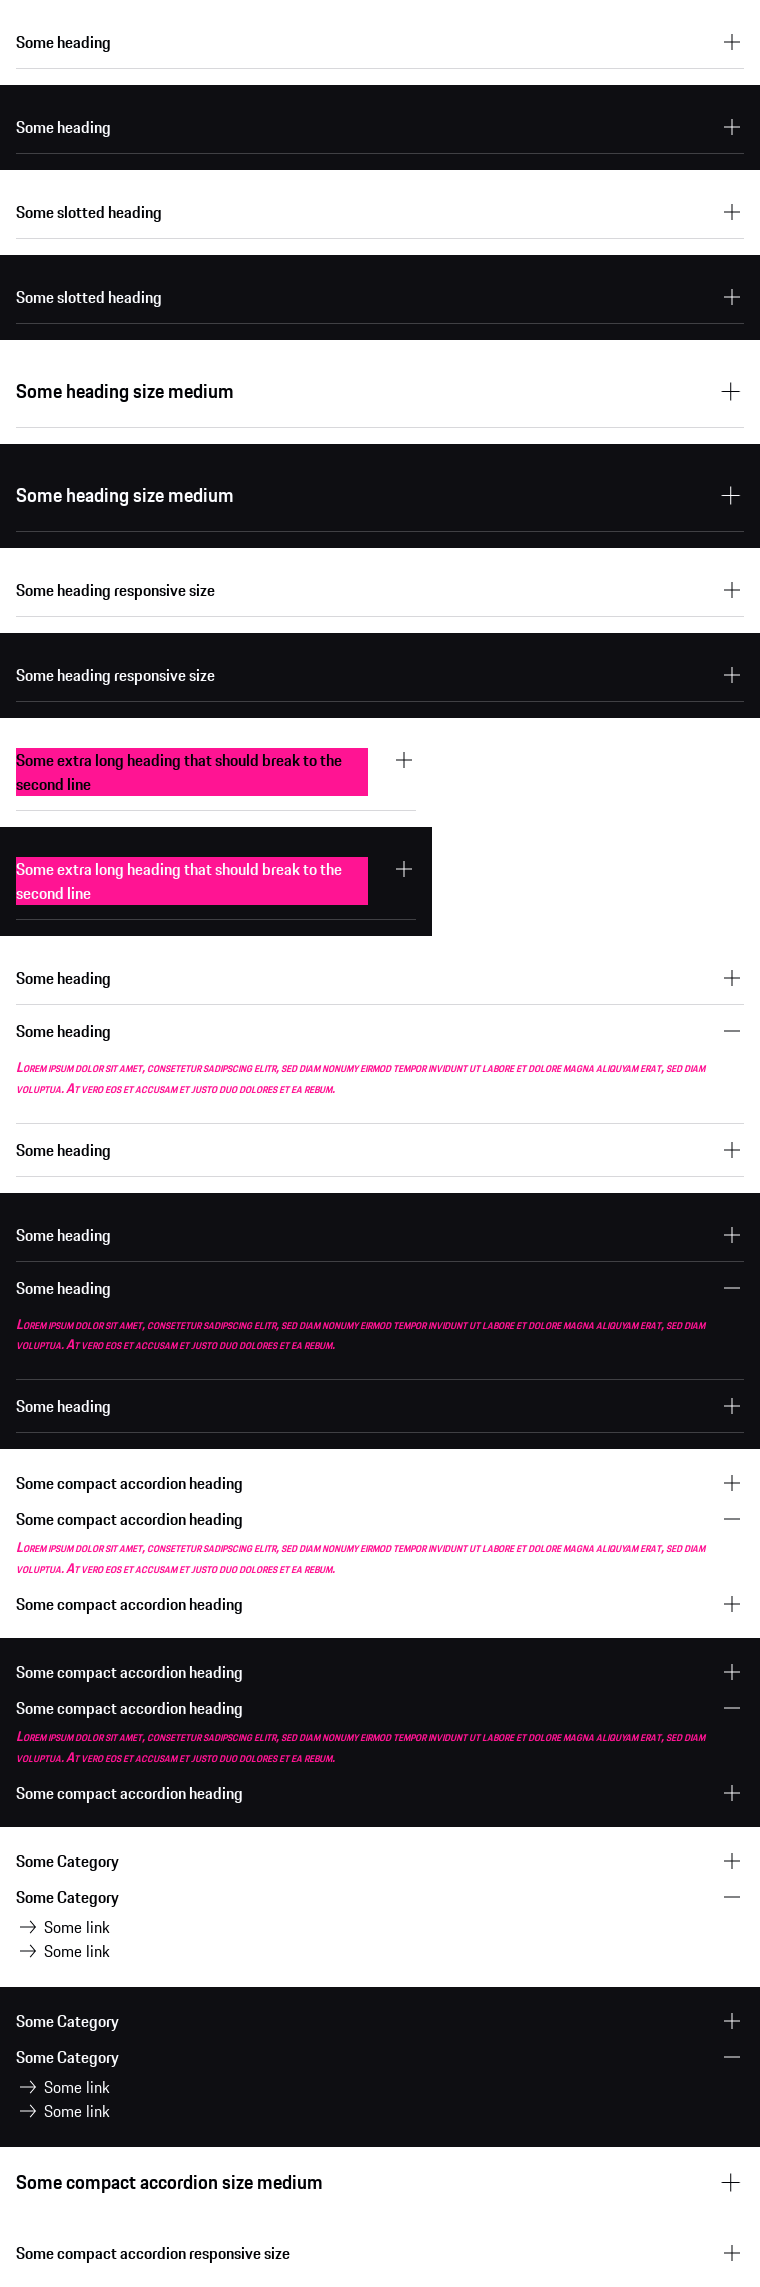 Some heading
Some heading
Some slotted heading
Some slotted heading
Some heading size medium
Some heading size medium
Some heading responsive size
Some heading responsive size
Some extra long heading that should break to the
second line
Some extra long heading that should break to the
second line
Some heading
Some heading
Lorem ipsum dolor sit amet, consetetur sadipscing elitr, sed diam nonumy eirmod tempor invidunt ut labore et dolore magna aliquyam erat, sed diam
voluptua. At vero eos et accusam et justo duo dolores et ea rebum.
Some heading
Some heading
Some heading
Lorem ipsum dolor sit amet, consetetur sadipscing elitr, sed diam nonumy eirmod tempor invidunt ut labore et dolore magna aliquyam erat, sed diam
voluptua. At vero eos et accusam et justo duo dolores et ea rebum.
Some heading
Some compact accordion heading
Some compact accordion heading
Lorem ipsum dolor sit amet, consetetur sadipscing elitr, sed diam nonumy eirmod tempor invidunt ut labore et dolore magna aliquyam erat, sed diam
voluptua. At vero eos et accusam et justo duo dolores et ea rebum.
Some compact accordion heading
Some compact accordion heading
Some compact accordion heading
Lorem ipsum dolor sit amet, consetetur sadipscing elitr, sed diam nonumy eirmod tempor invidunt ut labore et dolore magna aliquyam erat, sed diam
voluptua. At vero eos et accusam et justo duo dolores et ea rebum.
Some compact accordion heading
Some Category
Some Category
Some link
Some link
Some Category
Some Category
Some link
Some link
Some compact accordion size medium
Some compact accordion responsive size